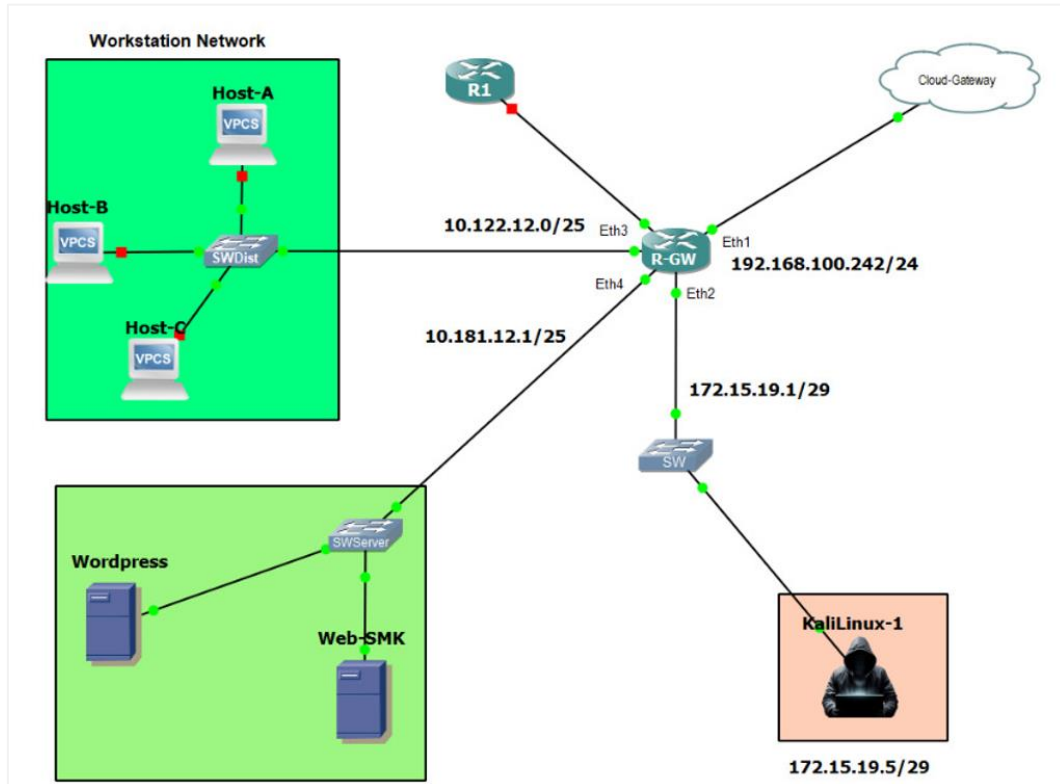 Workstation Network
Host-A
VPCS
Host-B
VPCS
SWDist
Host-C
VPCS
R1
Cloud-Gateway
10.122.12.0/25
Eth3
R-GW
Eth1
192.168.100.242/24
Eth4
Eth2
10.181.12.1/25
172.15.19.1/29
SW
SWServer
Wordpress
Web-SMK
KaliLinux-1
172.15.19.5/29